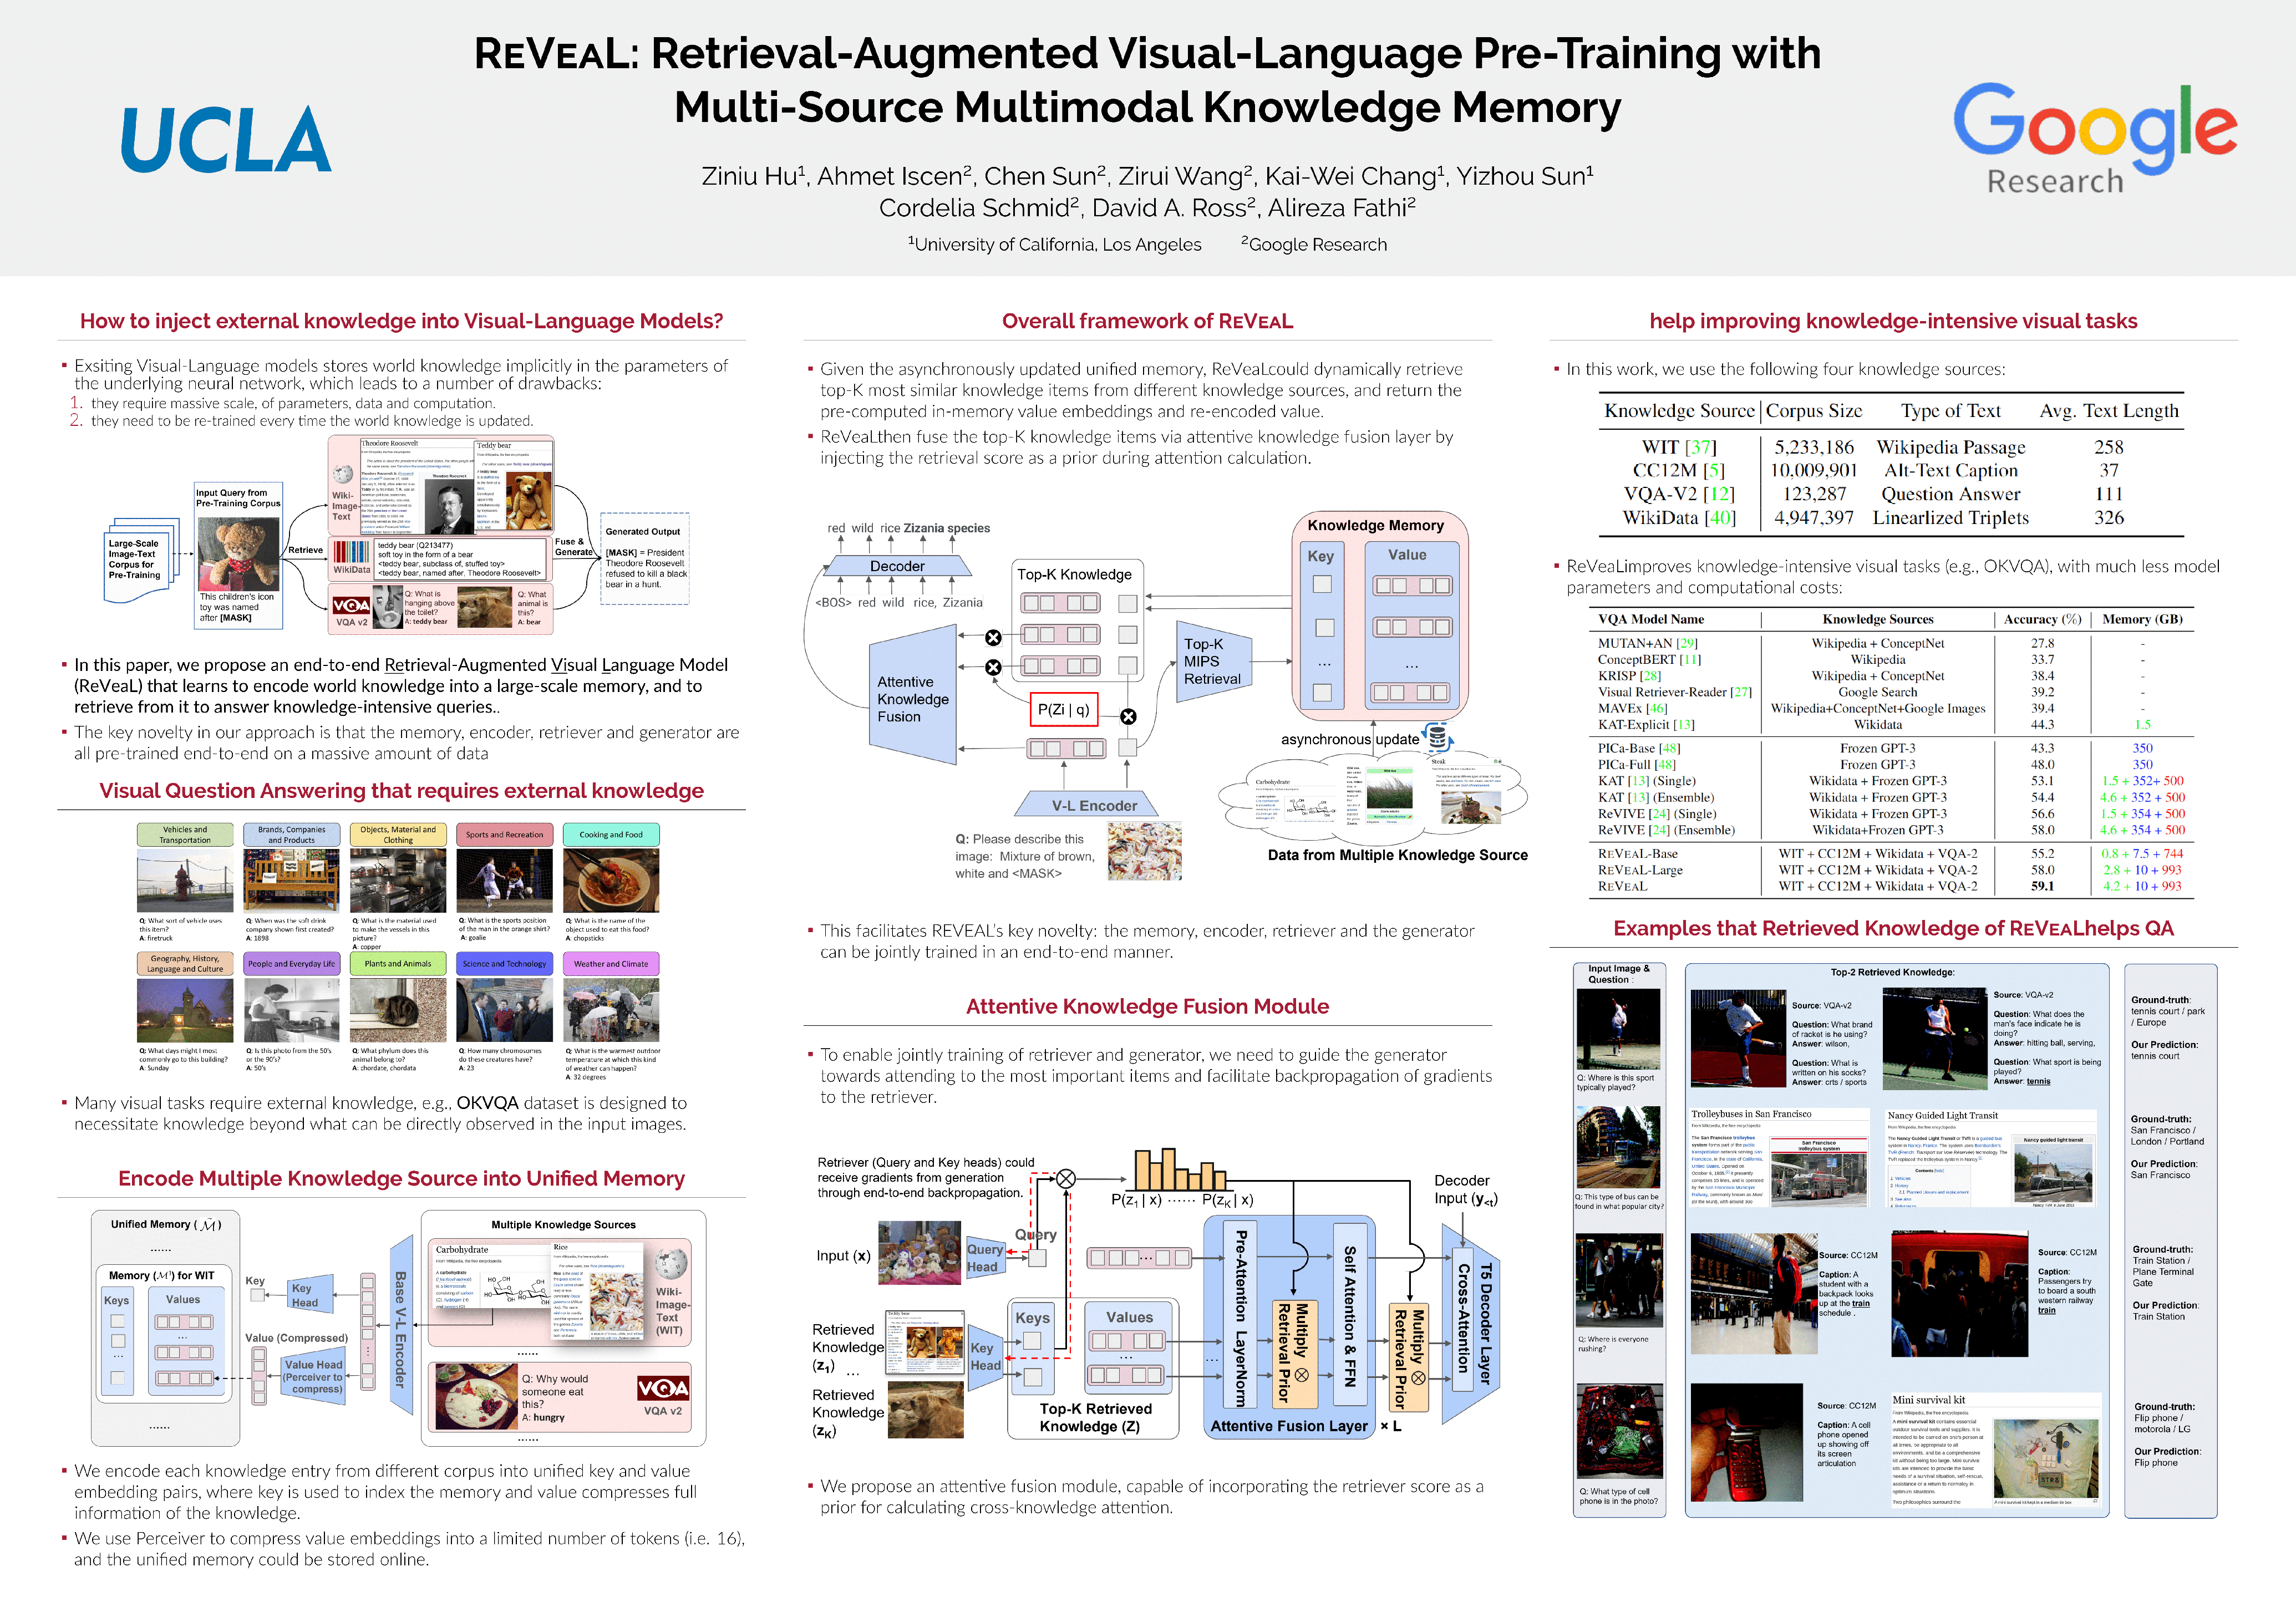 REVEAL: Retrieval-Augmented Visual-Language Pre-Training with
Multi-Source Multimodal Knowledge Memory
UCLA
Google
Research
Ziniu Hu¹, Ahmet Iscen², Chen Sun², Zirui Wang², Kai-Wei Chang¹, Yizhou Sun¹
Cordelia Schmid², David A. Ross², Alireza Fathi²
¹University of California, Los Angeles ²Google Research
How to inject external knowledge into Visual-Language Models?
Exsiting Visual-Language models stores world knowledge implicitly in the parameters of
the underlying neural network, which leads to a number of drawbacks:
1. they require massive scale, of parameters, data and computation.
2. they need to be re-trained every time the world knowledge is updated.
Large-Scale
Image-Text
Corpus for
Pre-Training
Input Query from
Pre-Training Corpus
This children's icon
toy was named
after [MASK]
Retrieve
Wiki-
Image-
Text
Theodore Roosevelt
Teddy bear
WikiData
teddy bear (Q213477)
soft toy in the form of a bear
<teddy bear, subclass of, stuffed toy>
<teddy bear, named after, Theodore Roosevelt>
VQA
VQA v2
Q: What is
hanging above
the toilet?
A: teddy bear
Q: What
animal is
this?
A: bear
Fuse &
Generate
Generated Output
[MASK] = President
Theodore Roosevelt
refused to kill a black
bear in a hunt.
In this paper, we propose an end-to-end Retrieval-Augmented Visual Language Model
(ReVeaL) that learns to encode world knowledge into a large-scale memory, and to
retrieve from it to answer knowledge-intensive queries..
The key novelty in our approach is that the memory, encoder, retriever and generator are
all pre-trained end-to-end on a massive amount of data
Visual Question Answering that requires external knowledge
Vehicles and
Transportation
Brands, Companies
and Products
Objects, Material and
Clothing
Sports and Recreation
Cooking and Food
Q: What sort of vehicle uses
this item?
A: firetruck
Q: When was the soft drink
company shown first created?
A: 1898
Q: What is the material used
to make the vessels in this
picture?
A: copper
Q: What is the sports position
of the man in the orange shirt?
A: goalie
Q: What is the name of the
object used to eat this food?
A: chopsticks
Geography, History,
Language and Culture
People and Everyday Life
Plants and Animals
Science and Technology
Weather and Climate
Q: What days might I most
commonly go to this building?
A: Sunday
Q: Is this photo from the 50's
or the 90's?
A: 50's
Q: What phylum does this
animal belong to?
A: chordate, chordata
Q: How many chromosomes
do these creatures have?
A: 23
Q: What is the warmest outdoor
temperature at which this kind
of weather can happen?
A: 32 degrees
Many visual tasks require external knowledge, e.g., OKVQA dataset is designed to
necessitate knowledge beyond what can be directly observed in the input images.
Encode Multiple Knowledge Source into Unified Memory
Unified Memory ( M̃ )
......
Memory (M¹) for WIT
Keys
Values
...
...
......
Key
Key
Head
Value (Compressed)
Value Head
(Perceiver to
compress)
Base V-L Encoder
Multiple Knowledge Sources
Carbohydrate
Rice
Wiki-
Image-
Text
(WIT)
......
Q: Why would
someone eat
this?
A: hungry
VQA
VQA v2
......
We encode each knowledge entry from different corpus into unified key and value
embedding pairs, where key is used to index the memory and value compresses full
information of the knowledge.
We use Perceiver to compress value embeddings into a limited number of tokens (i.e. 16),
and the unified memory could be stored online.
Overall framework of REVEAL
Given the asynchronously updated unified memory, ReVeaLcould dynamically retrieve
top-K most similar knowledge items from different knowledge sources, and return the
pre-computed in-memory value embeddings and re-encoded value.
ReVeaLthen fuse the top-K knowledge items via attentive knowledge fusion layer by
injecting the retrieval score as a prior during attention calculation.
red wild rice Zizania species
Decoder
<BOS> red wild rice, Zizania
Attentive
Knowledge
Fusion
Top-K Knowledge
P(Zi | q)
Top-K
MIPS
Retrieval
Knowledge Memory
Key
Value
...
...
asynchronous update
Carbohydrate
Steak
V-L Encoder
Q: Please describe this
image: Mixture of brown,
white and <MASK>
Data from Multiple Knowledge Source
This facilitates REVEAL's key novelty: the memory, encoder, retriever and the generator
can be jointly trained in an end-to-end manner.
Attentive Knowledge Fusion Module
To enable jointly training of retriever and generator, we need to guide the generator
towards attending to the most important items and facilitate backpropagation of gradients
to the retriever.
Retriever (Query and Key heads) could
receive gradients from generation
through end-to-end backpropagation.
P(z₁ | x) ...... P(z_K | x)
Decoder
Input (y<t)
Input (x)
Query
Head
Query
Retrieved
Knowledge
(z₁)
...
Retrieved
Knowledge
(z_K)
Teddy bear
Key
Head
Keys
Values
...
...
Top-K Retrieved
Knowledge (Z)
Pre-Attention LayerNorm
Multiply ⊗
Retrieval Prior
Self Attention & FFN
Attentive Fusion Layer × L
Multiply ⊗
Retrieval Prior
Cross-Attention
T5 Decoder Layer
We propose an attentive fusion module, capable of incorporating the retriever score as a
prior for calculating cross-knowledge attention.
help improving knowledge-intensive visual tasks
In this work, we use the following four knowledge sources:
Knowledge Source Corpus Size Type of Text Avg. Text Length
WIT [37] 5,233,186 Wikipedia Passage 258
CC12M [5] 10,009,901 Alt-Text Caption 37
VQA-V2 [12] 123,287 Question Answer 111
WikiData [40] 4,947,397 Linearlized Triplets 326
ReVeaLimproves knowledge-intensive visual tasks (e.g., OKVQA), with much less model
parameters and computational costs:
VQA Model Name Knowledge Sources Accuracy (%) Memory (GB)
MUTAN+AN [29] Wikipedia + ConceptNet 27.8 -
ConceptBERT [11] Wikipedia 33.7 -
KRISP [28] Wikipedia + ConceptNet 38.4 -
Visual Retriever-Reader [27] Google Search 39.2 -
MAVEx [46] Wikipedia+ConceptNet+Google Images 39.4 -
KAT-Explicit [13] Wikidata 44.3 1.5
PICa-Base [48] Frozen GPT-3 43.3 350
PICa-Full [48] Frozen GPT-3 48.0 350
KAT [13] (Single) Wikidata + Frozen GPT-3 53.1 1.5 + 352+ 500
KAT [13] (Ensemble) Wikidata + Frozen GPT-3 54.4 4.6 + 352 + 500
ReVIVE [24] (Single) Wikidata + Frozen GPT-3 56.6 1.5 + 354 + 500
ReVIVE [24] (Ensemble) Wikidata+Frozen GPT-3 58.0 4.6 + 354 + 500
REVEAL-Base WIT + CC12M + Wikidata + VQA-2 55.2 0.8 + 7.5 + 744
REVEAL-Large WIT + CC12M + Wikidata + VQA-2 58.0 2.8 + 10 + 993
REVEAL WIT + CC12M + Wikidata + VQA-2 59.1 4.2 + 10 + 993
Examples that Retrieved Knowledge of REVEALhelps QA
Input Image &
Question :
Top-2 Retrieved Knowledge:
Q: Where is this sport
typically played?
Source: VQA-v2
Question: What brand
of racket is he using?
Answer: wilson,
Question: What is
written on his socks?
Answer: crts / sports
Source: VQA-v2
Question: What does the
man's face indicate he is
doing?
Answer: hitting ball, serving,
Question: What sport is being
played?
Answer: tennis
Ground-truth:
tennis court / park
/ Europe
Our Prediction:
tennis court
Q: This type of bus can be
found in what popular city?
Trolleybuses in San Francisco
From Wikipedia, the free encyclopedia
San Francisco
trolleybus system
Nancy Guided Light Transit
From Wikipedia, the free encyclopedia
Nancy guided light transit
Ground-truth:
San Francisco /
London / Portland
Our Prediction:
San Francisco
Q: Where is everyone
rushing?
Source: CC12M
Caption: A
student with a
backpack looks
up at the train
schedule .
Source: CC12M
Caption:
Passengers try
to board a south
western railway
train
Ground-truth:
Train Station /
Plane Terminal
Gate
Our Prediction:
Train Station
Q: What type of cell
phone is in the photo?
Source: CC12M
Caption: A cell
phone opened
up showing off
its screen
articulation
Mini survival kit
From Wikipedia, the free encyclopedia
Two philosophies surround the
A mini survival kit kept in a medium tin box
Ground-truth:
Flip phone /
motorola / LG
Our Prediction:
Flip phone